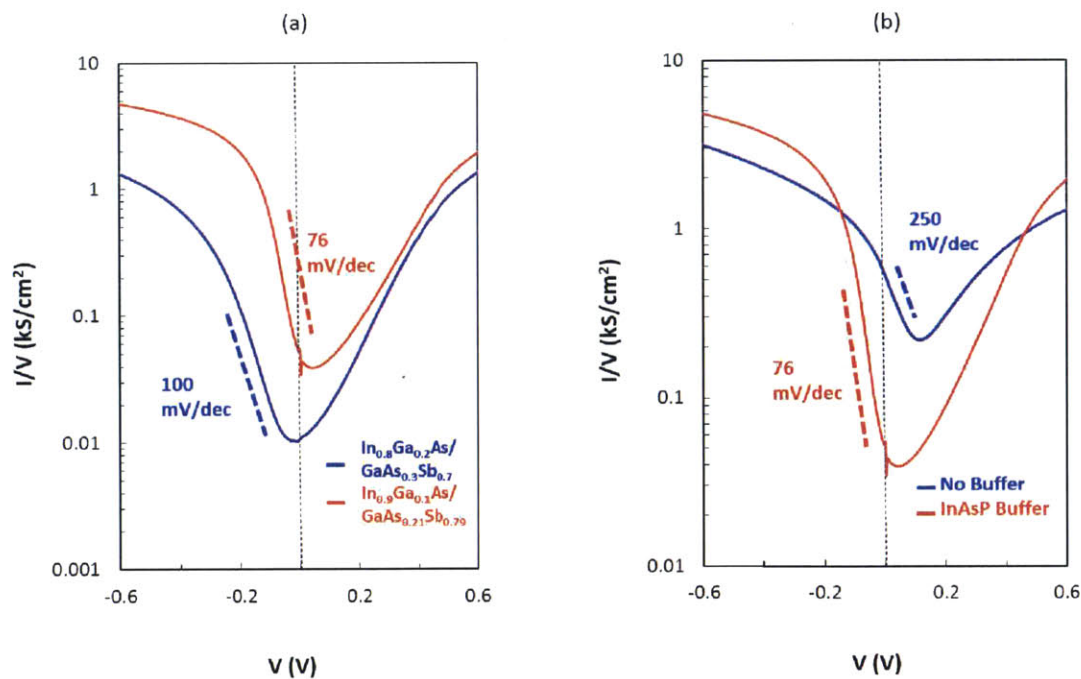 (a)
10
1
0.1
0.01
0.001
I/V (kS/cm²)
76
mV/dec
100
mV/dec
In₀.₈Ga₀.₂As/
GaAs₀.₃Sb₀.₇
In₀.₉Ga₀.₁As/
GaAs₀.₂₁Sb₀.₇₉
-0.6
-0.2
0.2
0.6
V (V)
(b)
10
1
0.1
0.01
I/V (kS/cm²)
250
mV/dec
76
mV/dec
No Buffer
InAsP Buffer
-0.6
-0.2
0.2
0.6
V (V)